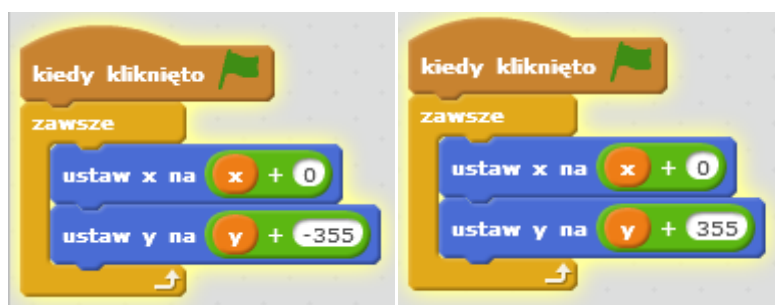 kiedy kliknięto
zawsze
ustaw x na x + 0
ustaw y na y + -355
kiedy kliknięto
zawsze
ustaw x na x + 0
ustaw y na y + 355